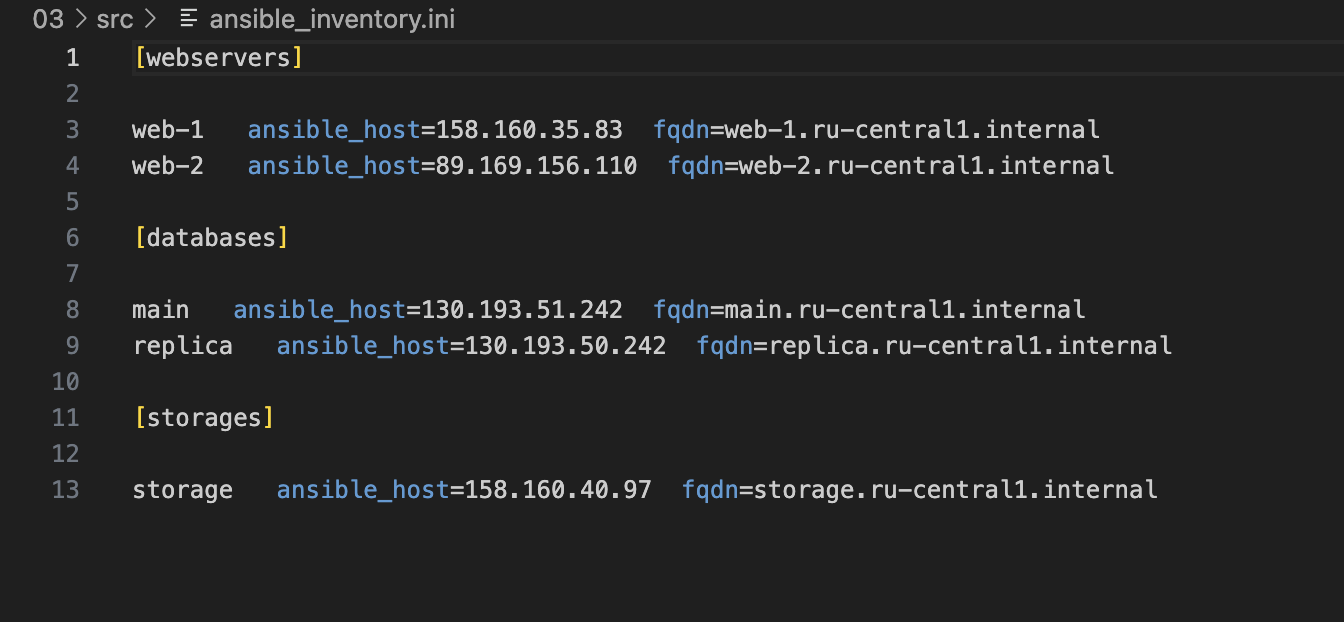 03 > src > ansible_inventory.ini
1 [webservers]
2
3 web-1 ansible_host=158.160.35.83 fqdn=web-1.ru-central1.internal
4 web-2 ansible_host=89.169.156.110 fqdn=web-2.ru-central1.internal
5
6 [databases]
7
8 main ansible_host=130.193.51.242 fqdn=main.ru-central1.internal
9 replica ansible_host=130.193.50.242 fqdn=replica.ru-central1.internal
10
11 [storages]
12
13 storage ansible_host=158.160.40.97 fqdn=storage.ru-central1.internal